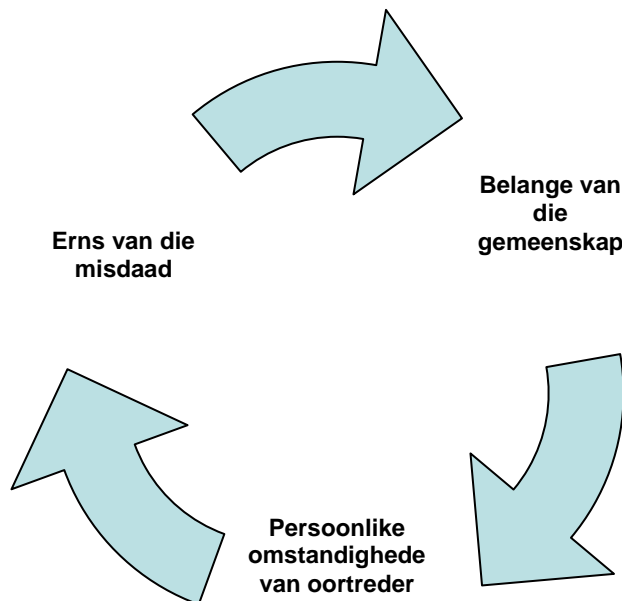 Erns van die
misdaad
Belange van
die
gemeenskap
Persoonlike
omstandighede
van oortreder